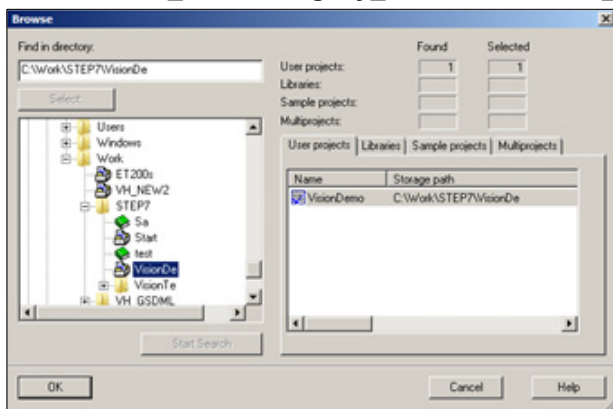 Browse
Find in directory:
C:\Work\STEP7\VisionDe
Select...
Users
Windows
Work
ET200s
VH_NEW2
STEP7
Sa
Start
test
VisionDe
VisionTe
VH_GSDML
Start Search
Found Selected
User projects: 1 1
Libraries:
Sample projects:
Multiprojects:
User projects Libraries Sample projects Multiprojects
Name Storage path
VisionDemo C:\Work\STEP7\VisionDe
OK Cancel Help